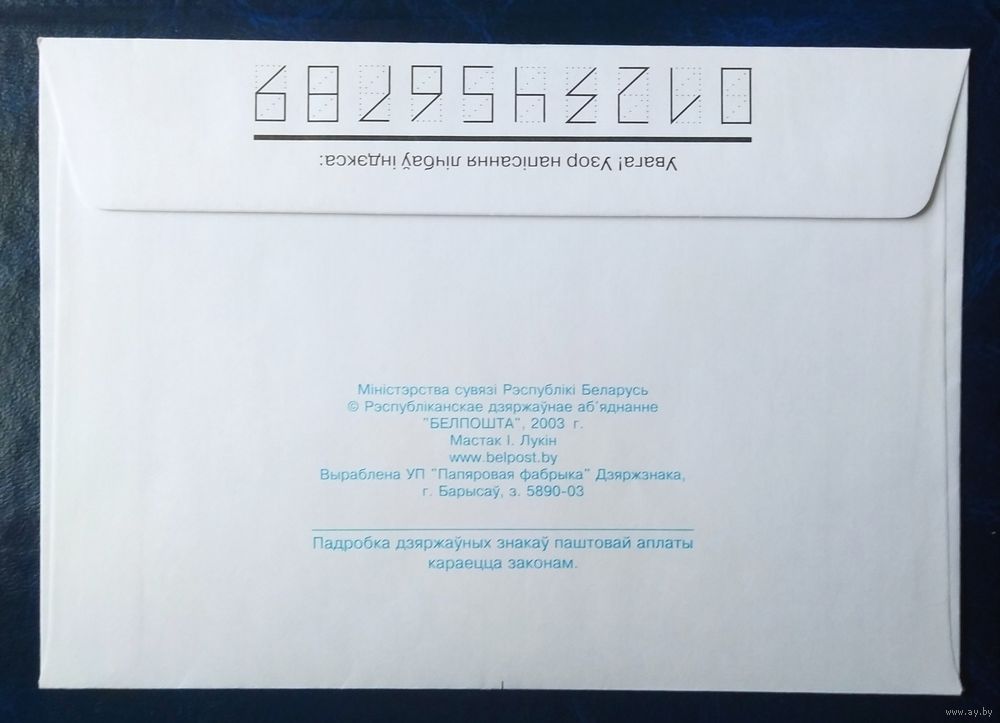 Увага! Узор напісання лічбаў індэкса:
0123456789
Міністэрства сувязі Рэспублікі Беларусь
© Рэспубліканскае дзяржаўнае аб'яднанне
"БЕЛПОШТА", 2003 г.
Мастак І. Лукін
www.belpost.by
Выраблена УП "Папяровая фабрыка" Дзяржзнака,
г. Барысаў, з. 5890-03
Падробка дзяржаўных знакаў паштовай аплаты
караецца законам.
www.ay.by